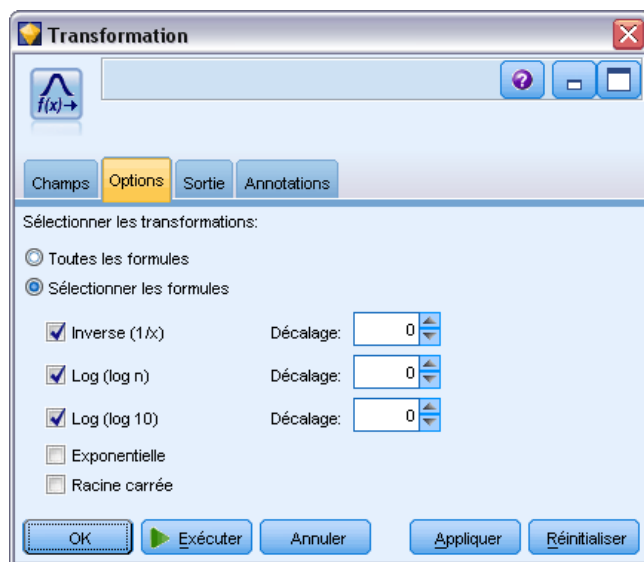 Transformation
f(x)→
Champs Options Sortie Annotations
Sélectionner les transformations:
Toutes les formules
Sélectionner les formules
Inverse (1/x) Décalage: 0
Log (log n) Décalage: 0
Log (log 10) Décalage: 0
Exponentielle
Racine carrée
OK Exécuter Annuler Appliquer Réinitialiser